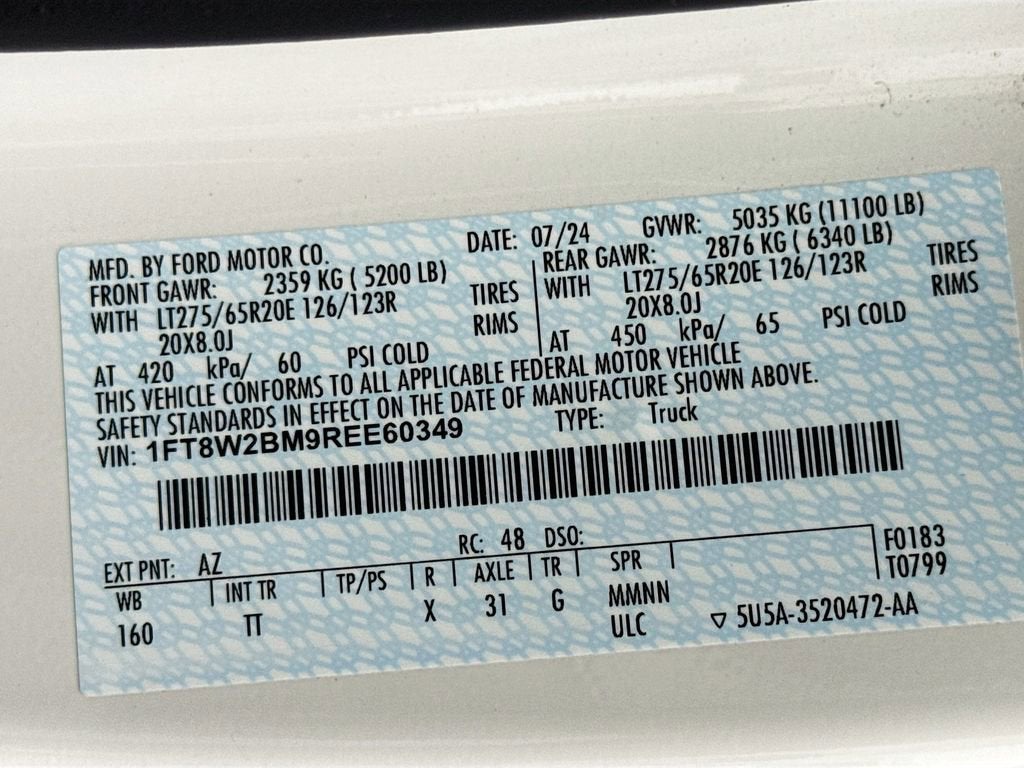 MFD. BY FORD MOTOR CO. DATE: 07/24 GVWR: 5035 KG (11100 LB)
FRONT GAWR: 2359 KG ( 5200 LB) REAR GAWR: 2876 KG ( 6340 LB)
WITH LT275/65R20E 126/123R TIRES WITH LT275/65R20E 126/123R TIRES
20X8.0J RIMS 20X8.0J RIMS
AT 420 kPa/ 60 PSI COLD AT 450 kPa/ 65 PSI COLD
THIS VEHICLE CONFORMS TO ALL APPLICABLE FEDERAL MOTOR VEHICLE
SAFETY STANDARDS IN EFFECT ON THE DATE OF MANUFACTURE SHOWN ABOVE.
VIN: 1FT8W2BM9REE60349 TYPE: Truck
EXT PNT: AZ RC: 48 DSO: F0183
WB INT TR TP/PS R AXLE TR SPR T0799
160 TT X 31 G MMNN
ULC ▽ 5U5A-3520472-AA